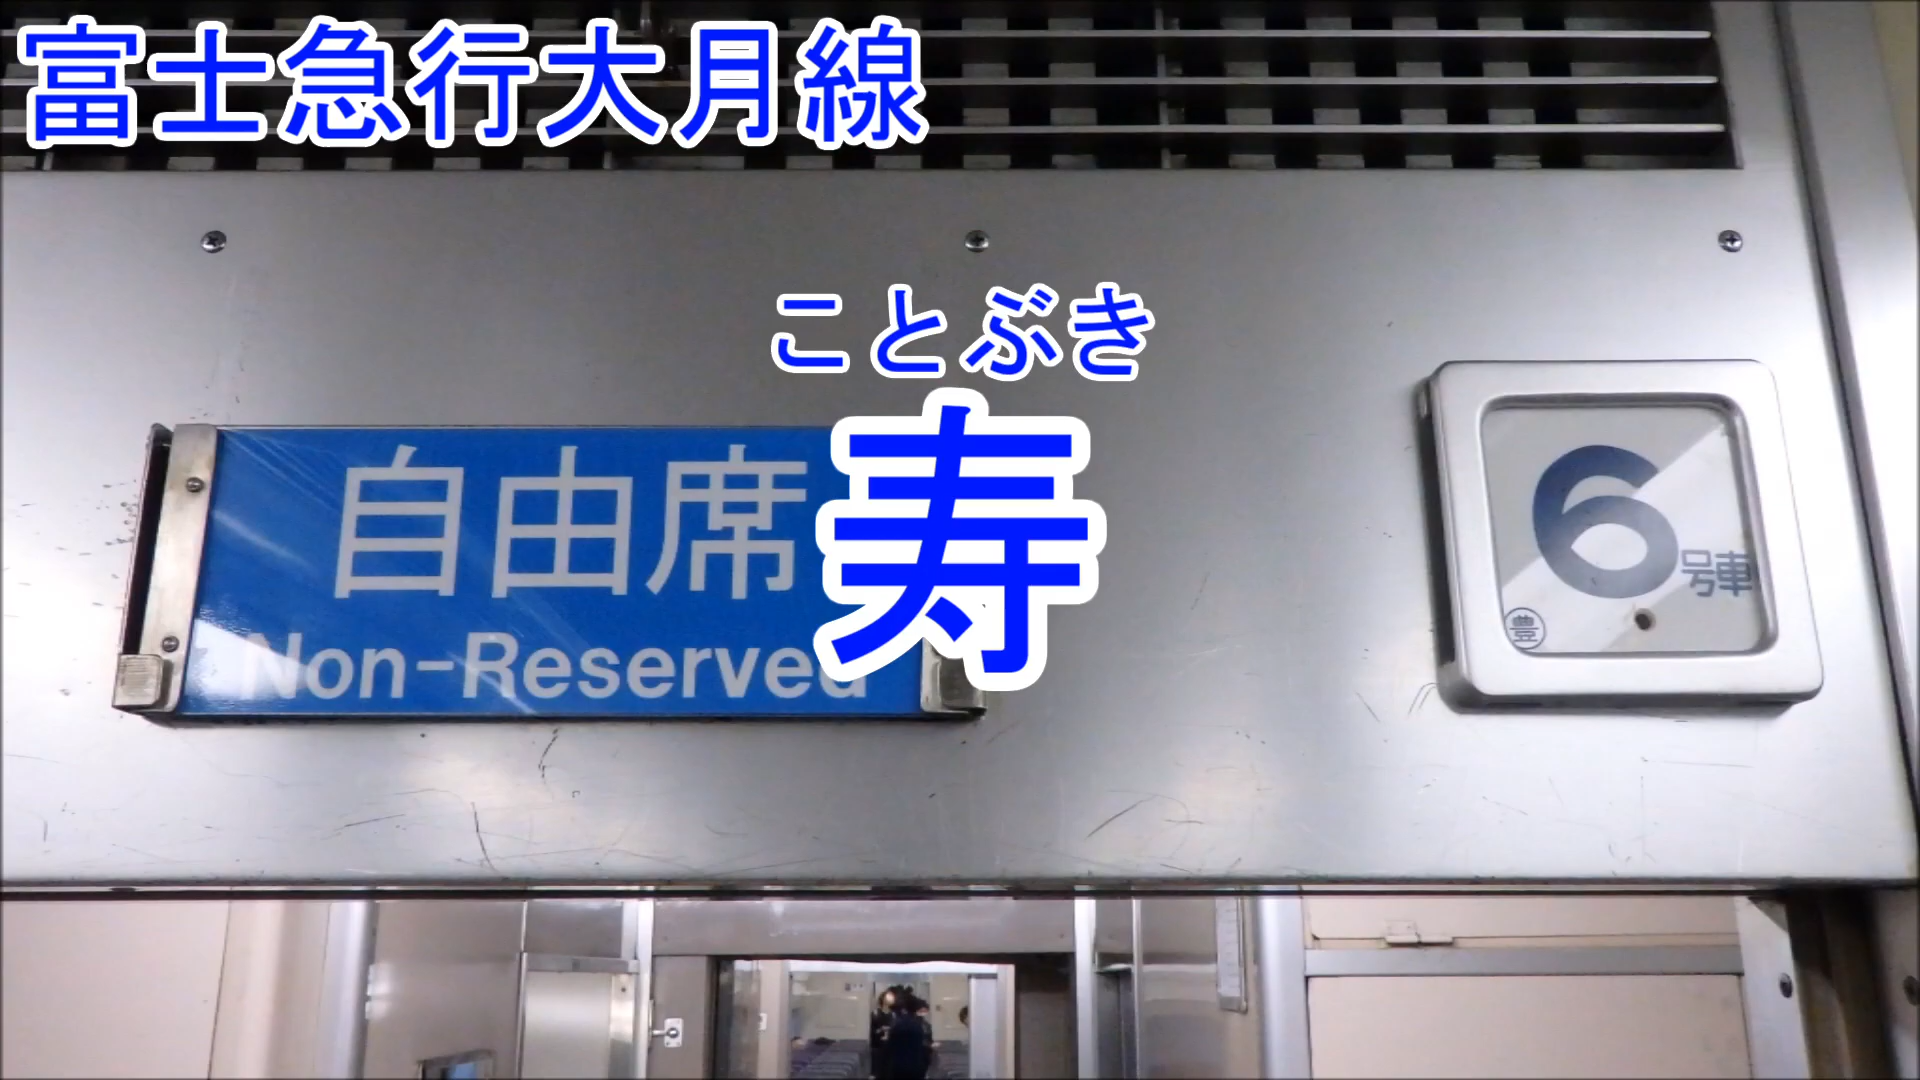 富士急行大月線
ことぶき
寿
自由席
Non-Reserved
6号車
豊